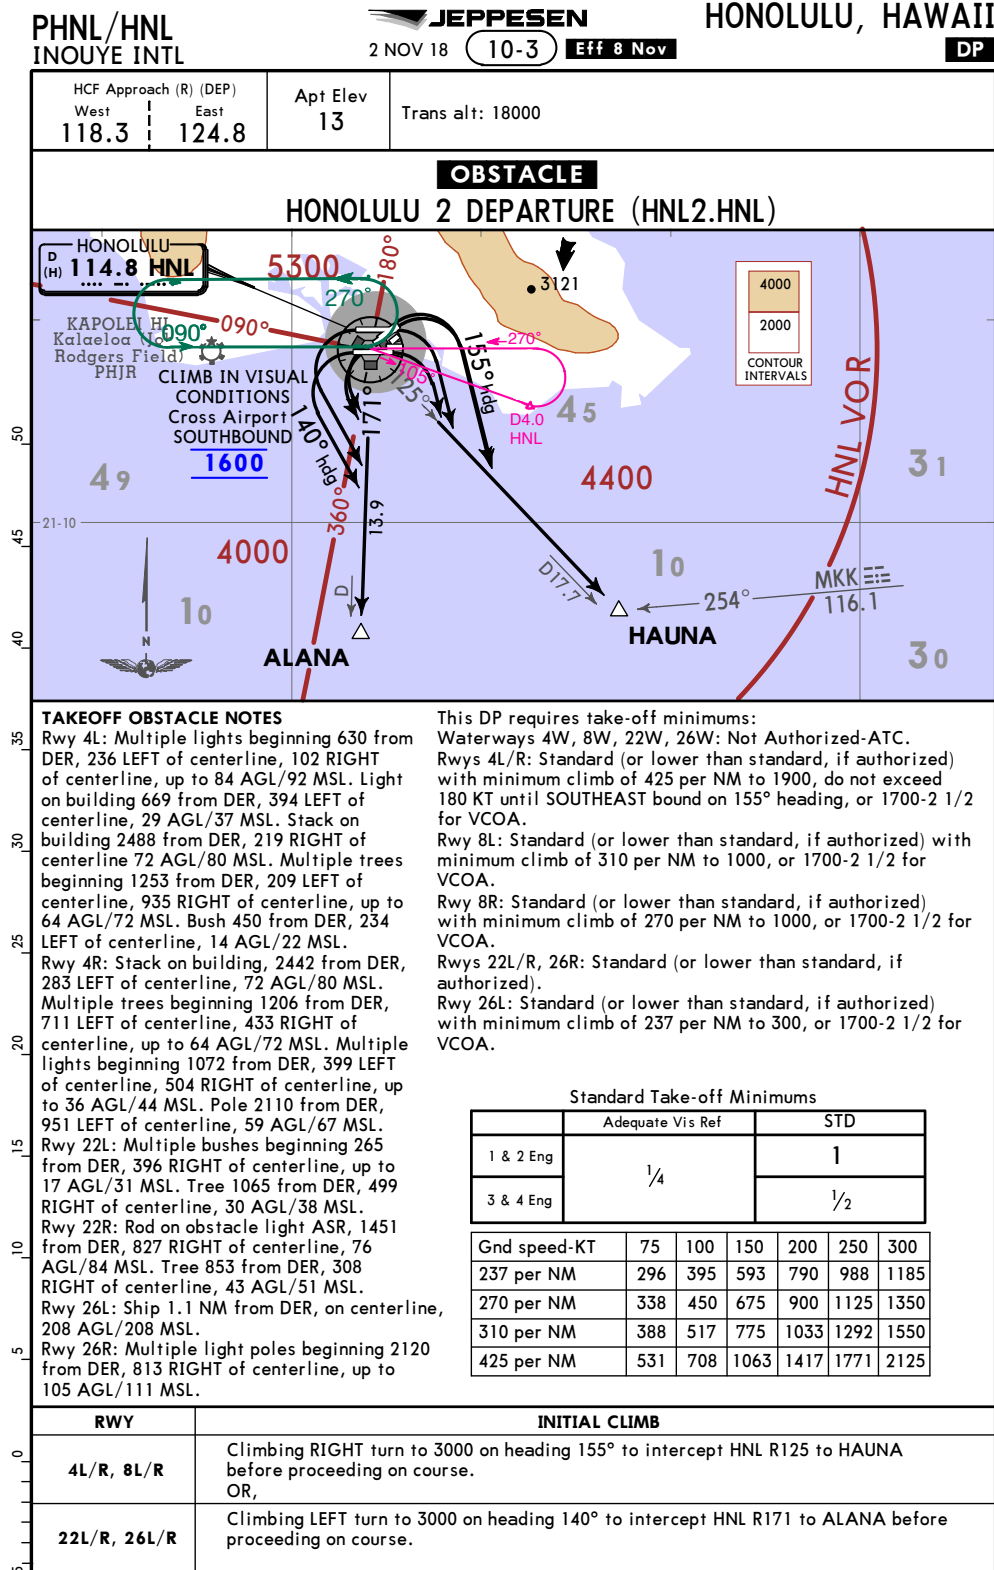 PHNL/HNL
INOUYE INTL
JEPPESEN
2 NOV 18
10-3
Eff 8 Nov
HONOLULU, HAWAII
DP
HCF Approach (R) (DEP)
West
East
118.3
124.8
Apt Elev
13
Trans alt: 18000
OBSTACLE
HONOLULU 2 DEPARTURE (HNL2.HNL)
HONOLULU
D
(H) 114.8 HNL
5300
180°
270°
3121
4000
2000
CONTOUR
INTERVALS
090°
090°
KAPOLEI HI
Kalaeloa (Jo
Rodgers Field)
PHJR
270°
105°
155° hdg
125°
D4.0
HNL
45
CLIMB IN VISUAL
CONDITIONS
Cross Airport
SOUTHBOUND
1600
140° hdg
171°
HNL VOR
31
49
4400
360°
13.9
21-10
4000
D
D17.7
10
MKK
116.1
254°
10
HAUNA
N
ALANA
30
50
45
40
35
30
25
20
15
10
5
0
5
TAKEOFF OBSTACLE NOTES
Rwy 4L: Multiple lights beginning 630 from
DER, 236 LEFT of centerline, 102 RIGHT
of centerline, up to 84 AGL/92 MSL. Light
on building 669 from DER, 394 LEFT of
centerline, 29 AGL/37 MSL. Stack on
building 2488 from DER, 219 RIGHT of
centerline 72 AGL/80 MSL. Multiple trees
beginning 1253 from DER, 209 LEFT of
centerline, 935 RIGHT of centerline, up to
64 AGL/72 MSL. Bush 450 from DER, 234
LEFT of centerline, 14 AGL/22 MSL.
Rwy 4R: Stack on building, 2442 from DER,
283 LEFT of centerline, 72 AGL/80 MSL.
Multiple trees beginning 1206 from DER,
711 LEFT of centerline, 433 RIGHT of
centerline, up to 64 AGL/72 MSL. Multiple
lights beginning 1072 from DER, 399 LEFT
of centerline, 504 RIGHT of centerline, up
to 36 AGL/44 MSL. Pole 2110 from DER,
951 LEFT of centerline, 59 AGL/67 MSL.
Rwy 22L: Multiple bushes beginning 265
from DER, 396 RIGHT of centerline, up to
17 AGL/31 MSL. Tree 1065 from DER, 499
RIGHT of centerline, 30 AGL/38 MSL.
Rwy 22R: Rod on obstacle light ASR, 1451
from DER, 827 RIGHT of centerline, 76
AGL/84 MSL. Tree 853 from DER, 308
RIGHT of centerline, 43 AGL/51 MSL.
Rwy 26L: Ship 1.1 NM from DER, on centerline,
208 AGL/208 MSL.
Rwy 26R: Multiple light poles beginning 2120
from DER, 813 RIGHT of centerline, up to
105 AGL/111 MSL.
This DP requires take-off minimums:
Waterways 4W, 8W, 22W, 26W: Not Authorized-ATC.
Rwys 4L/R: Standard (or lower than standard, if authorized)
with minimum climb of 425 per NM to 1900, do not exceed
180 KT until SOUTHEAST bound on 155° heading, or 1700-2 1/2
for VCOA.
Rwy 8L: Standard (or lower than standard, if authorized) with
minimum climb of 310 per NM to 1000, or 1700-2 1/2 for
VCOA.
Rwy 8R: Standard (or lower than standard, if authorized)
with minimum climb of 270 per NM to 1000, or 1700-2 1/2 for
VCOA.
Rwys 22L/R, 26R: Standard (or lower than standard, if
authorized).
Rwy 26L: Standard (or lower than standard, if authorized)
with minimum climb of 237 per NM to 300, or 1700-2 1/2 for
VCOA.
Standard Take-off Minimums
Adequate Vis Ref STD
1 & 2 Eng 1/4 1
3 & 4 Eng 1/2
Gnd speed-KT 75 100 150 200 250 300
237 per NM 296 395 593 790 988 1185
270 per NM 338 450 675 900 1125 1350
310 per NM 388 517 775 1033 1292 1550
425 per NM 531 708 1063 1417 1771 2125
RWY INITIAL CLIMB
4L/R, 8L/R
Climbing RIGHT turn to 3000 on heading 155° to intercept HNL R125 to HAUNA
before proceeding on course.
OR,
22L/R, 26L/R
Climbing LEFT turn to 3000 on heading 140° to intercept HNL R171 to ALANA before
proceeding on course.